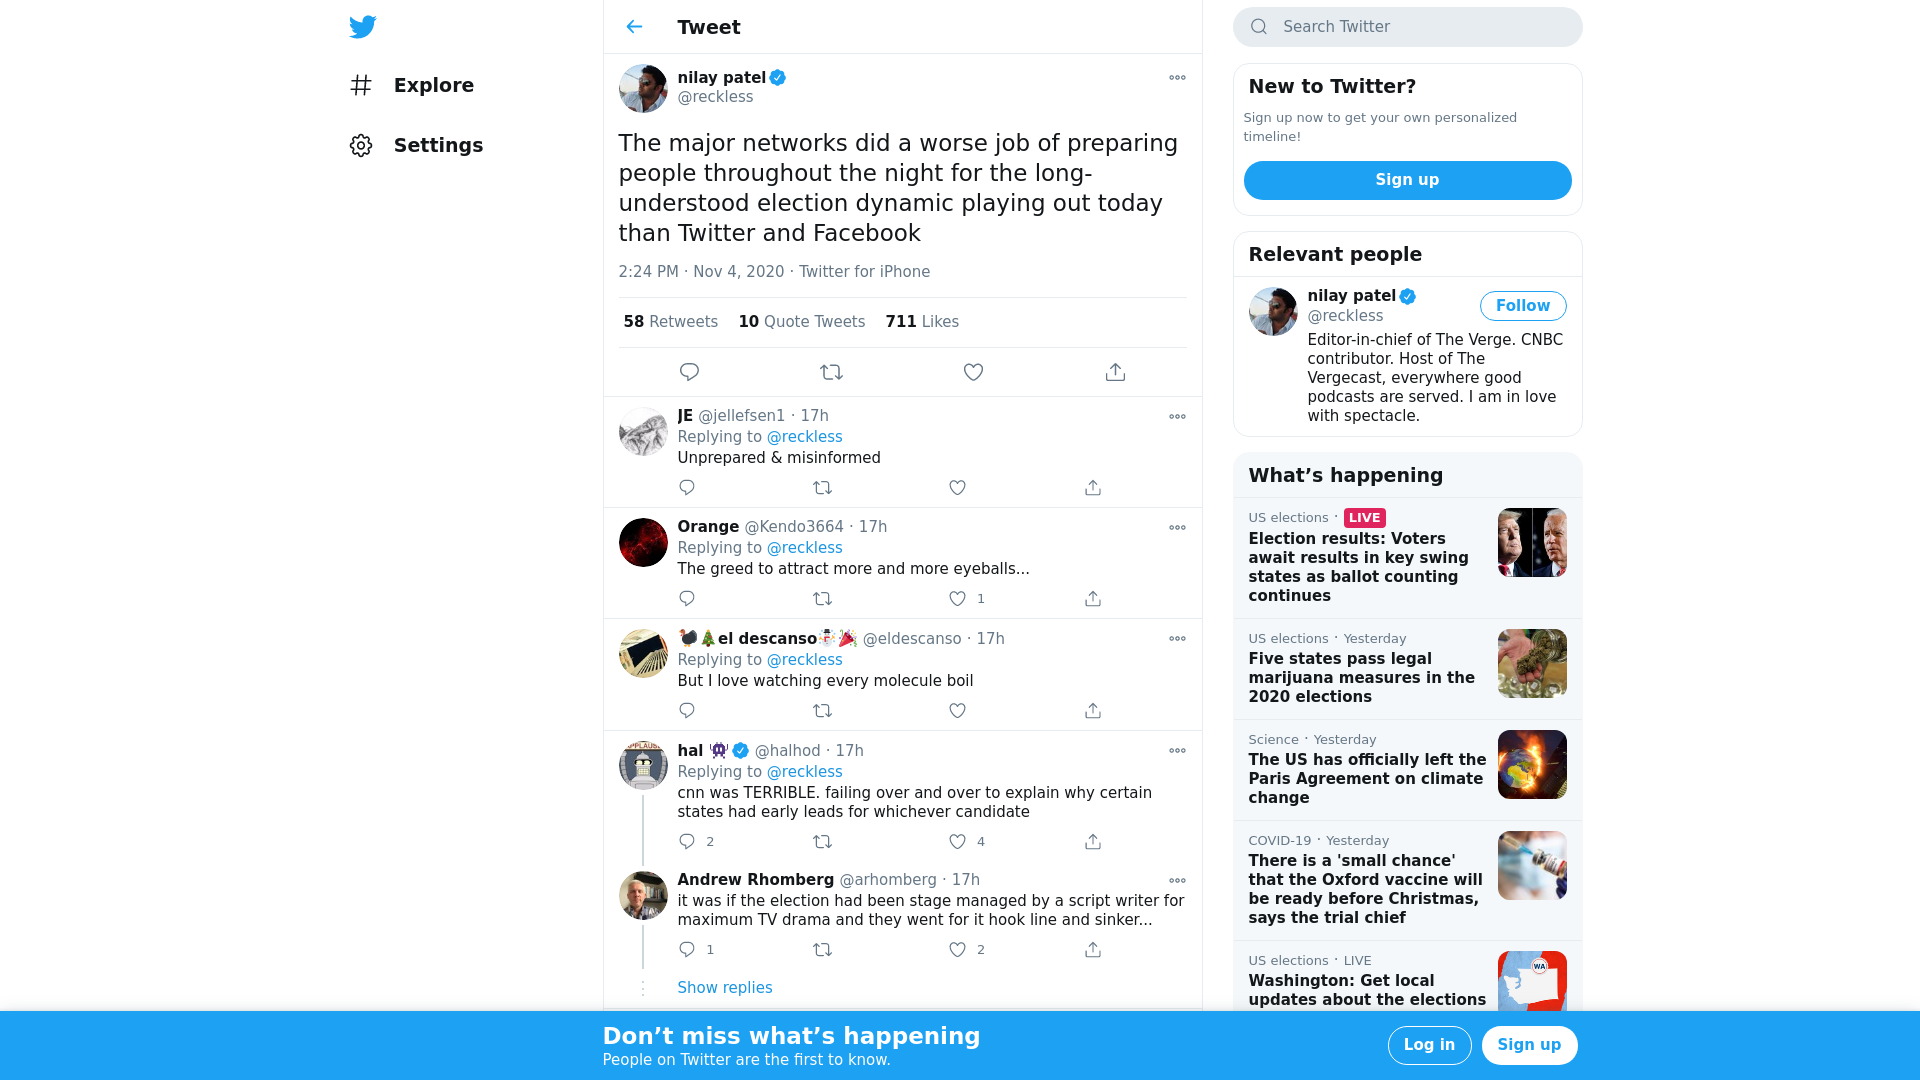 Explore
Settings
Tweet
nilay patel
@reckless
The major networks did a worse job of preparing
people throughout the night for the long-
understood election dynamic playing out today
than Twitter and Facebook
2:24 PM · Nov 4, 2020 · Twitter for iPhone
58 Retweets 10 Quote Tweets 711 Likes
JE @jellefsen1 · 17h
Replying to @reckless
Unprepared & misinformed
Orange @Kendo3664 · 17h
Replying to @reckless
The greed to attract more and more eyeballs...
1
🦃🎄el descanso☃🎉 @eldescanso · 17h
Replying to @reckless
But I love watching every molecule boil
hal 👾 @halhod · 17h
Replying to @reckless
cnn was TERRIBLE. failing over and over to explain why certain
states had early leads for whichever candidate
2 4
Andrew Rhomberg @arhomberg · 17h
it was if the election had been stage managed by a script writer for
maximum TV drama and they went for it hook line and sinker...
1 2
Show replies
Search Twitter
New to Twitter?
Sign up now to get your own personalized
timeline!
Sign up
Relevant people
nilay patel
@reckless
Follow
Editor-in-chief of The Verge. CNBC
contributor. Host of The
Vergecast, everywhere good
podcasts are served. I am in love
with spectacle.
What’s happening
US elections · LIVE
Election results: Voters
await results in key swing
states as ballot counting
continues
US elections · Yesterday
Five states pass legal
marijuana measures in the
2020 elections
Science · Yesterday
The US has officially left the
Paris Agreement on climate
change
COVID-19 · Yesterday
There is a 'small chance'
that the Oxford vaccine will
be ready before Christmas,
says the trial chief
US elections · LIVE
Washington: Get local
updates about the elections
WA
Don’t miss what’s happening
People on Twitter are the first to know.
Log in
Sign up